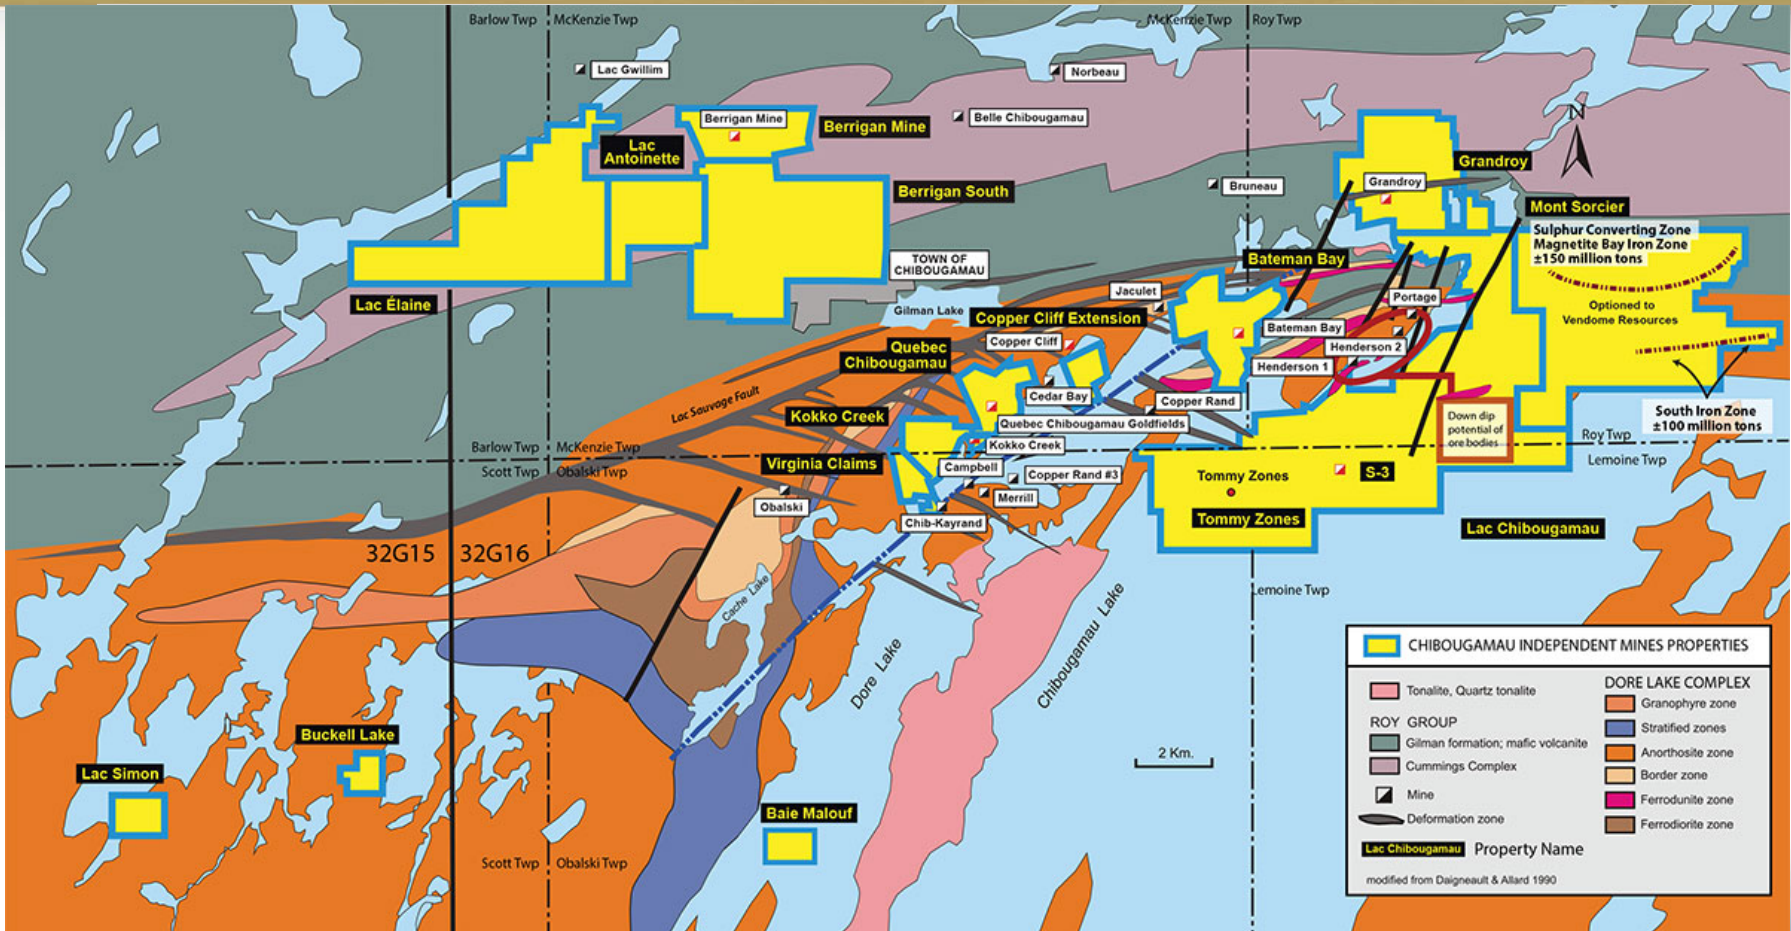 Barlow Twp
McKenzie Twp
McKenzie Twp
Roy Twp
Lac Gwillim
Norbeau
Berrigan Mine
Berrigan Mine
Belle Chibougamau
Lac
Antoinette
N
Grandroy
Grandroy
Berrigan South
Bruneau
Mont Sorcier
Sulphur Converting Zone
Magnetite Bay Iron Zone
±150 million tons
TOWN OF
CHIBOUGAMAU
Bateman Bay
Lac Élaine
Jaculet
Portage
Optioned to
Vendome Resources
Gilman Lake
Copper Cliff Extension
Bateman Bay
Copper Cliff
Quebec
Chibougamau
Henderson 2
Henderson 1
Lac Sauvage Fault
Cedar Bay
Copper Rand
Kokko Creek
Quebec Chibougamau Goldfields
Down dip
potential of
ore bodies
South Iron Zone
±100 million tons
Barlow Twp
McKenzie Twp
Kokko Creek
Roy Twp
Lemoine Twp
Scott Twp
Obalski Twp
Virginia Claims
Campbell
Copper Rand #3
Tommy Zones
S-3
Merrill
Obalski
Chib-Kayrand
Tommy Zones
Lac Chibougamau
32G15
32G16
Cache Lake
Lemoine Twp
Dore Lake
Chibougamau Lake
Buckell Lake
Lac Simon
2 Km.
Baie Malouf
Scott Twp
Obalski Twp
CHIBOUGAMAU INDEPENDENT MINES PROPERTIES
Tonalite, Quartz tonalite
ROY GROUP
Gilman formation; mafic volcanite
Cummings Complex
Mine
Deformation zone
Lac Chibougamau
Property Name
DORE LAKE COMPLEX
Granophyre zone
Stratified zones
Anorthosite zone
Border zone
Ferrodunite zone
Ferrodiorite zone
modified from Daigneault & Allard 1990